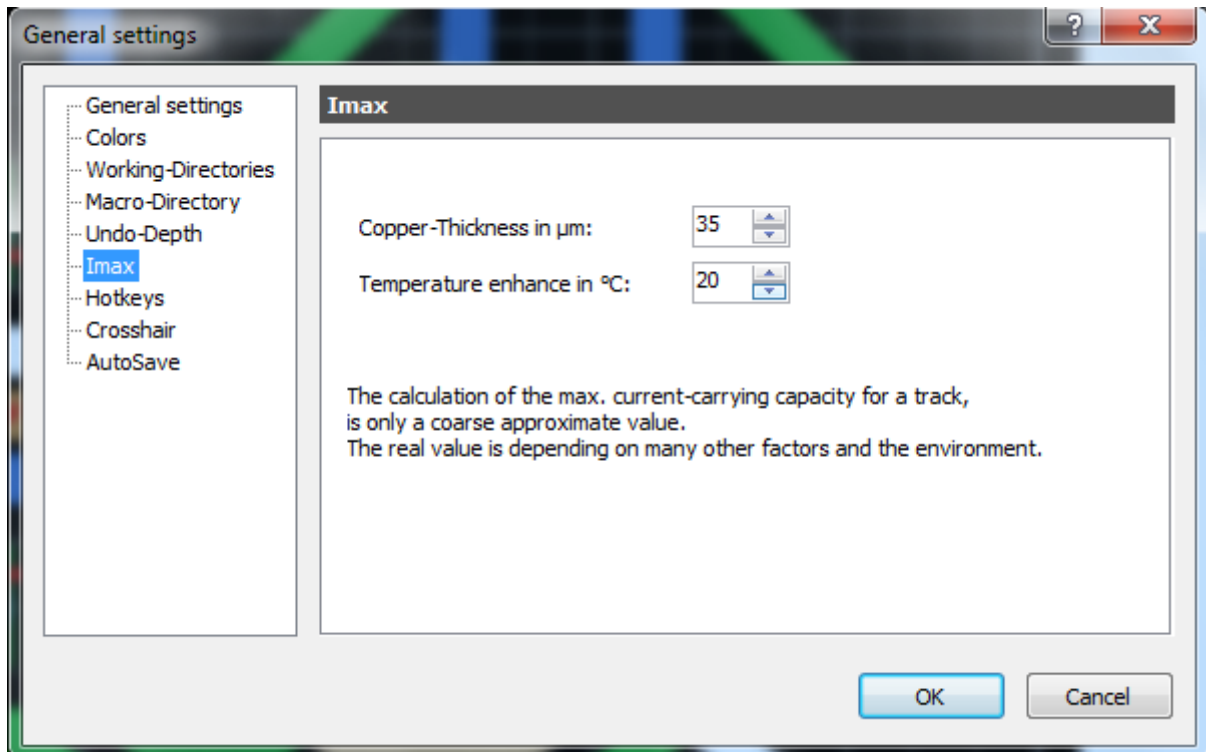 General settings
?
General settings
Colors
Working-Directories
Macro-Directory
Undo-Depth
Imax
Hotkeys
Crosshair
AutoSave
Imax
Copper-Thickness in µm: 35
Temperature enhance in °C: 20
The calculation of the max. current-carrying capacity for a track,
is only a coarse approximate value.
The real value is depending on many other factors and the environment.
OK Cancel